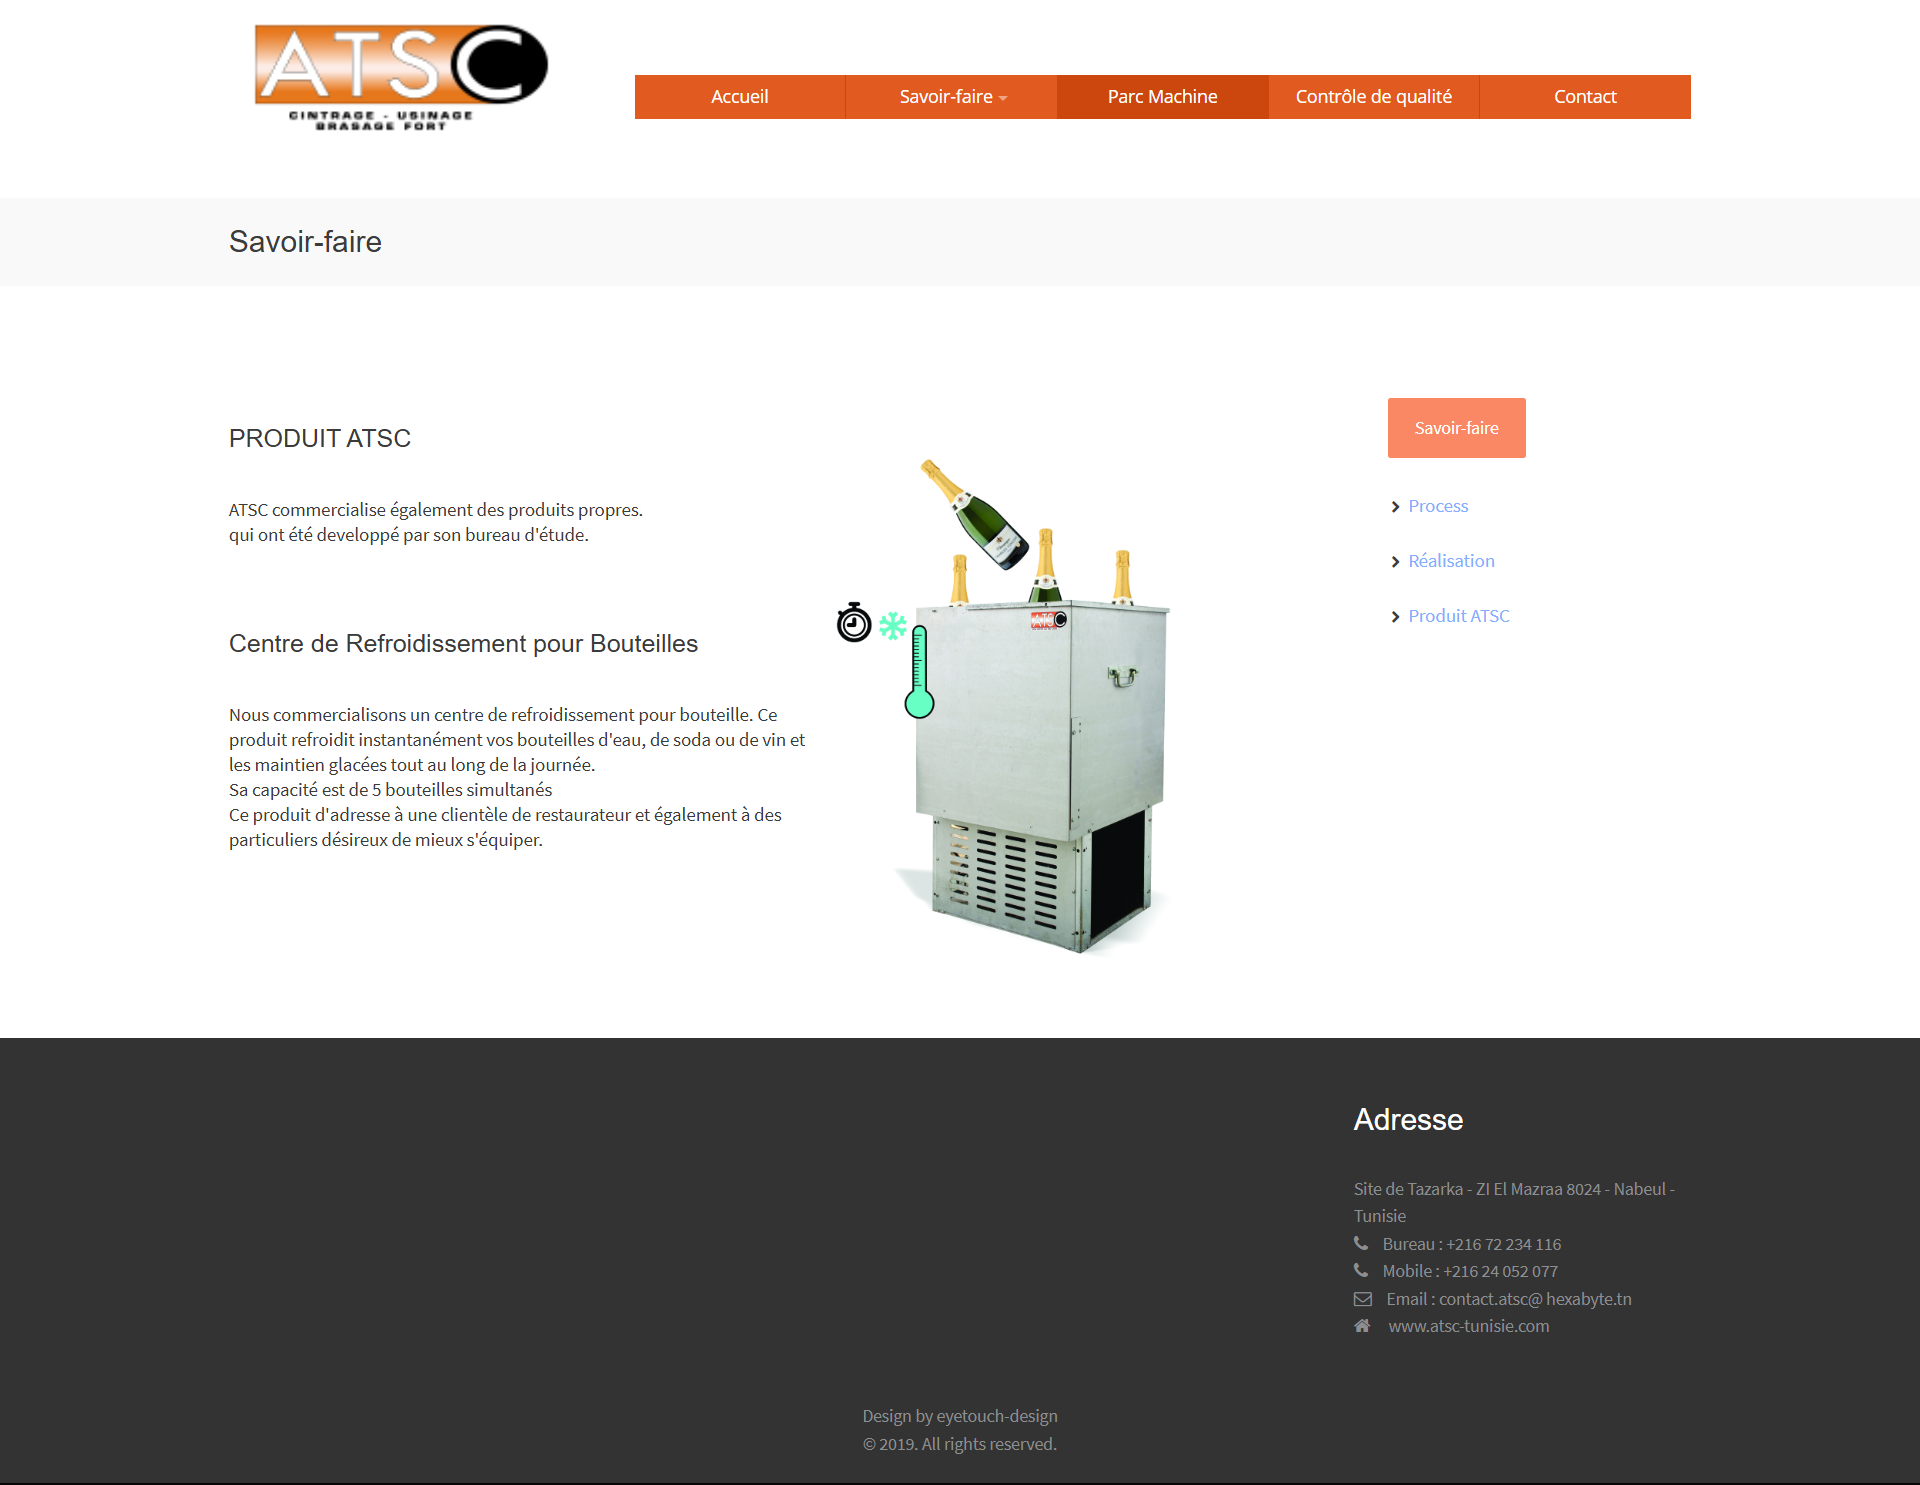 ATSC
CINTRAGE - USINAGE
BRASAGE FORT
Accueil
Savoir-faire
Parc Machine
Contrôle de qualité
Contact
Savoir-faire
PRODUIT ATSC
ATSC commercialise également des produits propres.
qui ont été developpé par son bureau d'étude.
Centre de Refroidissement pour Bouteilles
Nous commercialisons un centre de refroidissement pour bouteille. Ce
produit refroidit instantanément vos bouteilles d'eau, de soda ou de vin et
les maintien glacées tout au long de la journée.
Sa capacité est de 5 bouteilles simultanés
Ce produit d'adresse à une clientèle de restaurateur et également à des
particuliers désireux de mieux s'équiper.
ATSC
Savoir-faire
Process
Réalisation
Produit ATSC
Adresse
Site de Tazarka - ZI El Mazraa 8024 - Nabeul -
Tunisie
Bureau : +216 72 234 116
Mobile : +216 24 052 077
Email : contact.atsc@ hexabyte.tn
www.atsc-tunisie.com
Design by eyetouch-design
© 2019. All rights reserved.